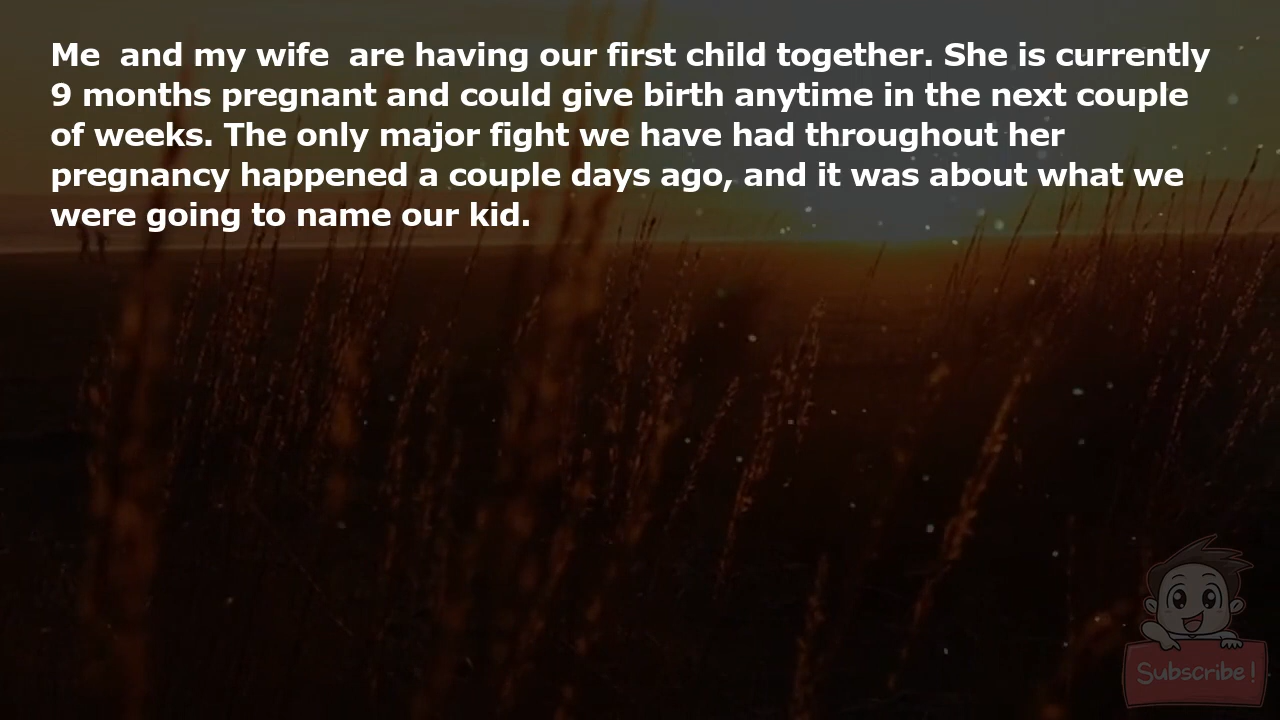 Me  and my wife  are having our first child together. She is currently
9 months pregnant and could give birth anytime in the next couple
of weeks. The only major fight we have had throughout her
pregnancy happened a couple days ago, and it was about what we
were going to name our kid.
Subscribe!